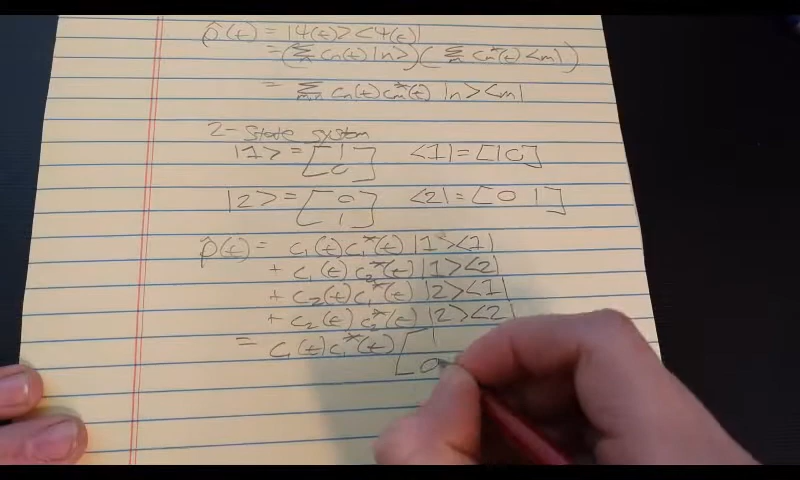 ρ̂(t) = |ψ(t)> <ψ(t)|
= (Σₙ cₙ(t) |n>) (Σₘ cₘ*(t) <m|)
= Σₘₙ cₙ(t) cₘ*(t) |n> <m|
2-State system
|1> = [1 0] <1| = [1 0]
|2> = [0 1] <2| = [0 1]
ρ̂(t) = c₁(t) c₁*(t) |1> <1|
+ c₁(t) c₂*(t) |1> <2|
+ c₂(t) c₁*(t) |2> <1|
+ c₂(t) c₂*(t) |2> <2|
= c₁(t) c₁*(t) [1 0